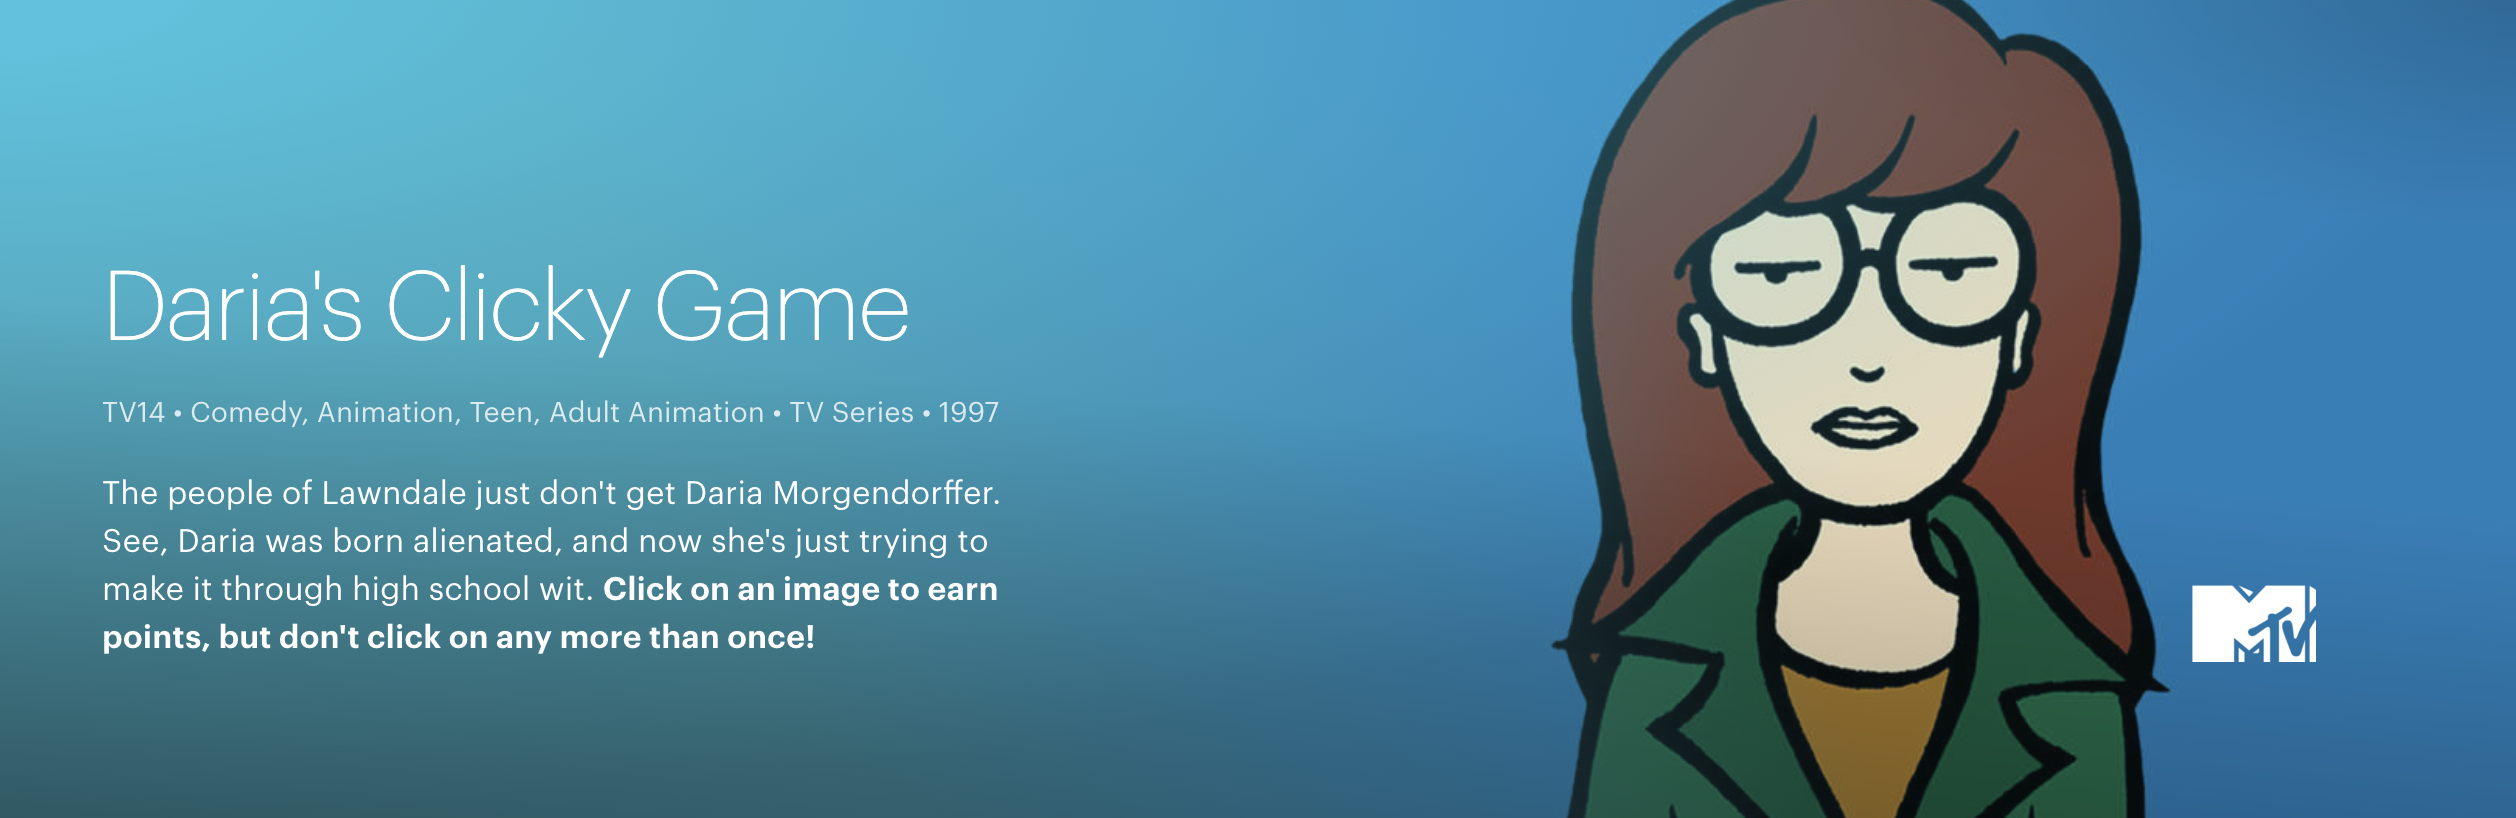 Daria's Clicky Game
TV14 • Comedy, Animation, Teen, Adult Animation • TV Series • 1997
The people of Lawndale just don't get Daria Morgendorffer.
See, Daria was born alienated, and now she's just trying to
make it through high school wit. Click on an image to earn
points, but don't click on any more than once!
MTV